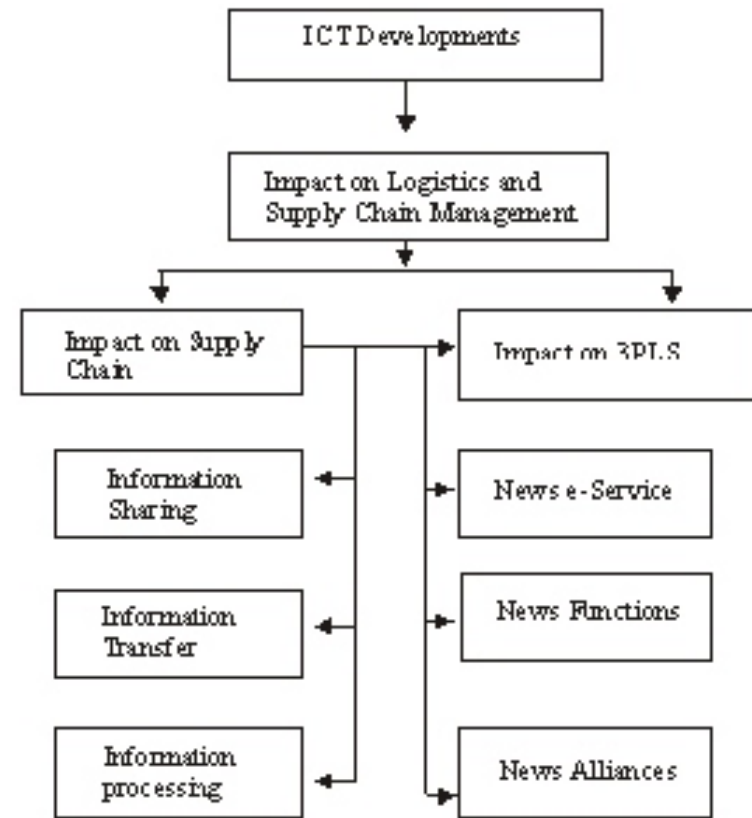 ICT Developments
Impact on Logistics and
Supply Chain Management
Impact on Supply
Chain
Impact on 3PLS
Information
Sharing
News e-Service
Information
Transfer
News Functions
Information
processing
News Alliances